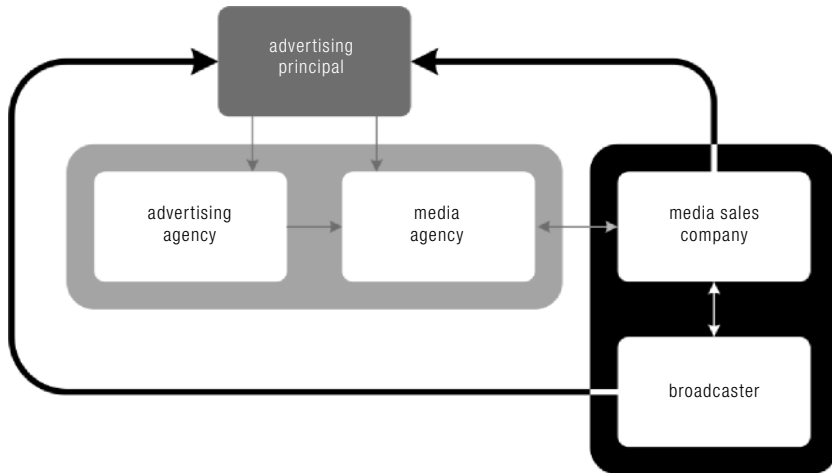 advertising
principal
advertising
agency
media
agency
media sales
company
broadcaster